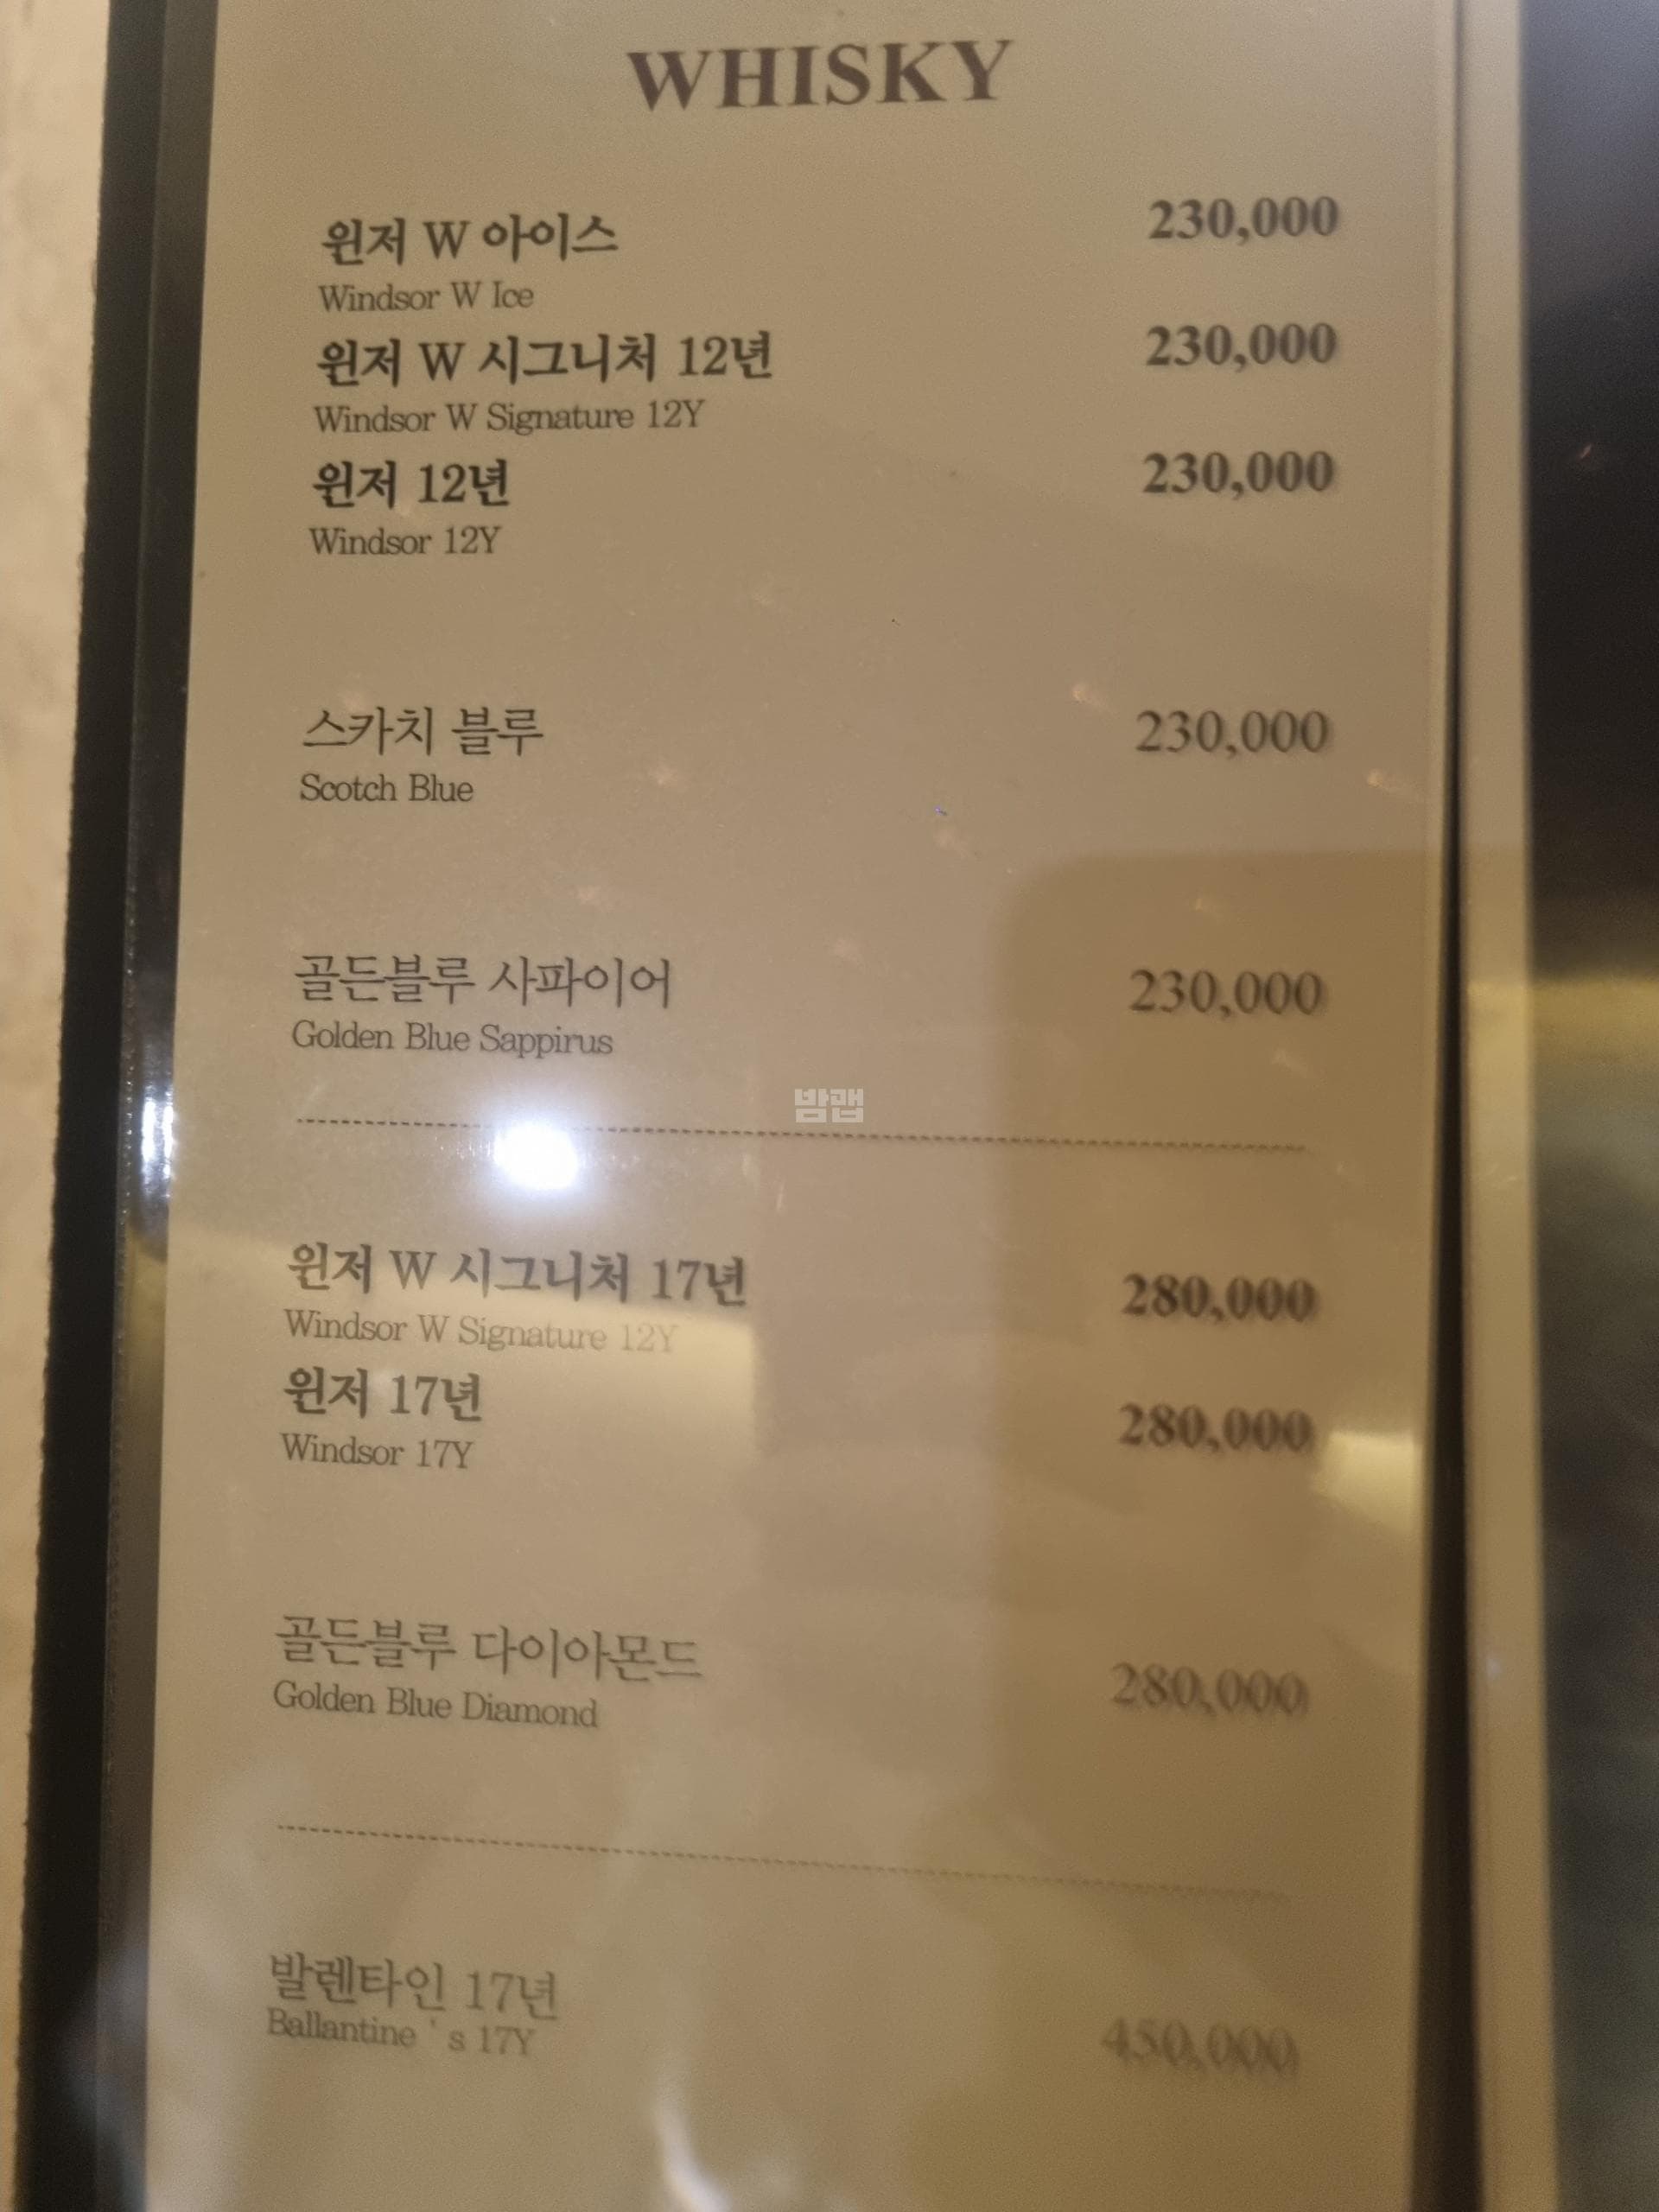 WHISKY
윈저 W 아이스 230,000
Windsor W Ice
윈저 W 시그니처 12년 230,000
Windsor W Signature 12Y
윈저 12년 230,000
Windsor 12Y
스카치 블루 230,000
Scotch Blue
골든블루 사파이어 230,000
Golden Blue Sappirus
밤맵
윈저 W 시그니처 17년 280,000
Windsor W Signature 12Y
윈저 17년 280,000
Windsor 17Y
골든블루 다이아몬드 280,000
Golden Blue Diamond
발렌타인 17년 450,000
Ballantine ' s 17Y